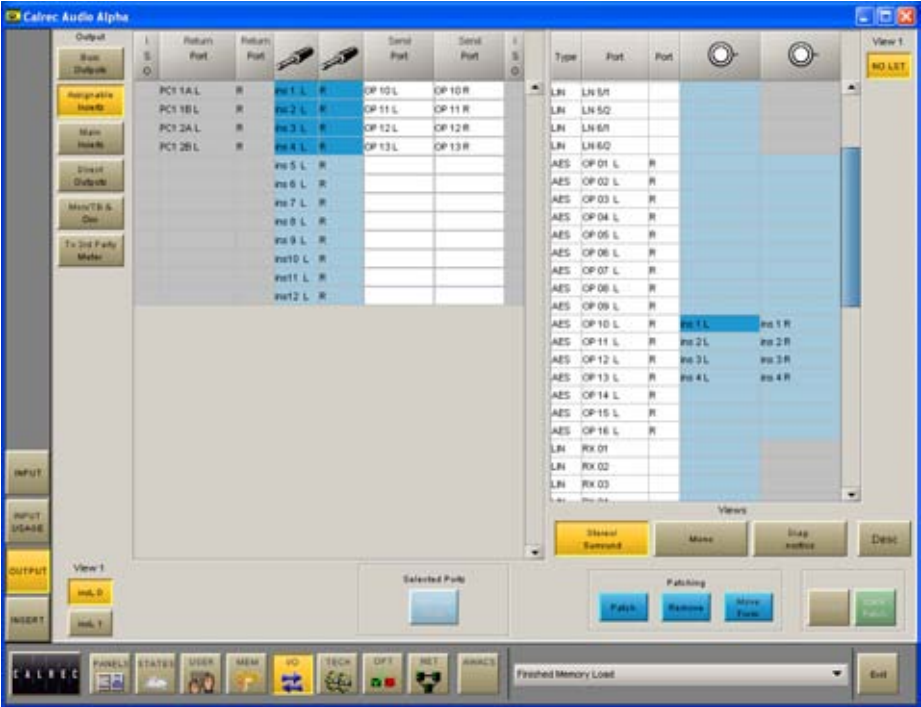 Calrec Audio Alpha
Output
Buss Outputs
Assignable Inserts
Main Inserts
Direct Outputs
Mon/TB & Osc
To 3rd Party Meter
INPUT
INPUT USAGE
OUTPUT
INSERT
View 1
I S O
Return Port
Return Port
Send Port
Send Port
I S O
PC1 1A L R ins 1 L R OP 10 L OP 10 R
PC1 1B L R ins 2 L R OP 11 L OP 11 R
PC1 2A L R ins 3 L R OP 12 L OP 12 R
PC1 2B L R ins 4 L R OP 13 L OP 13 R
ins 5 L R
ins 6 L R
ins 7 L R
ins 8 L R
ins 9 L R
ins10 L R
ins11 L R
ins12 L R
Type Port Port
LIN LN 5/1
LIN LN 5/2
LIN LN 6/1
LIN LN 6/2
AES OP 01 L R
AES OP 02 L R
AES OP 03 L R
AES OP 04 L R
AES OP 05 L R
AES OP 06 L R
AES OP 07 L R
AES OP 08 L R
AES OP 09 L R
AES OP 10 L R ins 1 L ins 1 R
AES OP 11 L R ins 2 L ins 2 R
AES OP 12 L R ins 3 L ins 3 R
AES OP 13 L R ins 4 L ins 4 R
AES OP 14 L R
AES OP 15 L R
AES OP 16 L R
LIN RX 01
LIN RX 02
LIN RX 03
View 1
NO LST
Views
Stereo/ Surround
Mono
Diag nostics
Desc
Selected Ports
Patching
Patch
Remove
Move From
CALREC
PANELS
STATES
USER
MEM
I/O
TECH
OPT
NET
AWACS
Finished Memory Load
Exit